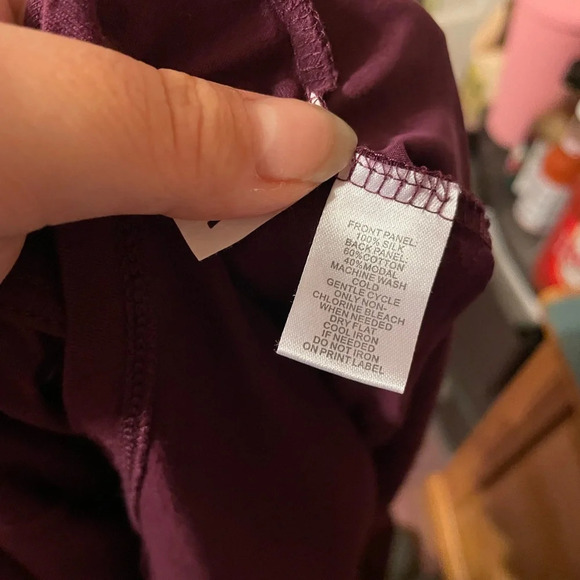 FRONT PANEL:
100% SILK
BACK PANEL:
60%COTTON
40%MODAL
MACHINE WASH
COLD
GENTLE CYCLE
ONLY NON-
CHLORINE BLEACH
WHEN NEEDED
DRY FLAT
COOL IRON
IF NEEDED
DO NOT IRON
ON PRINT LABEL